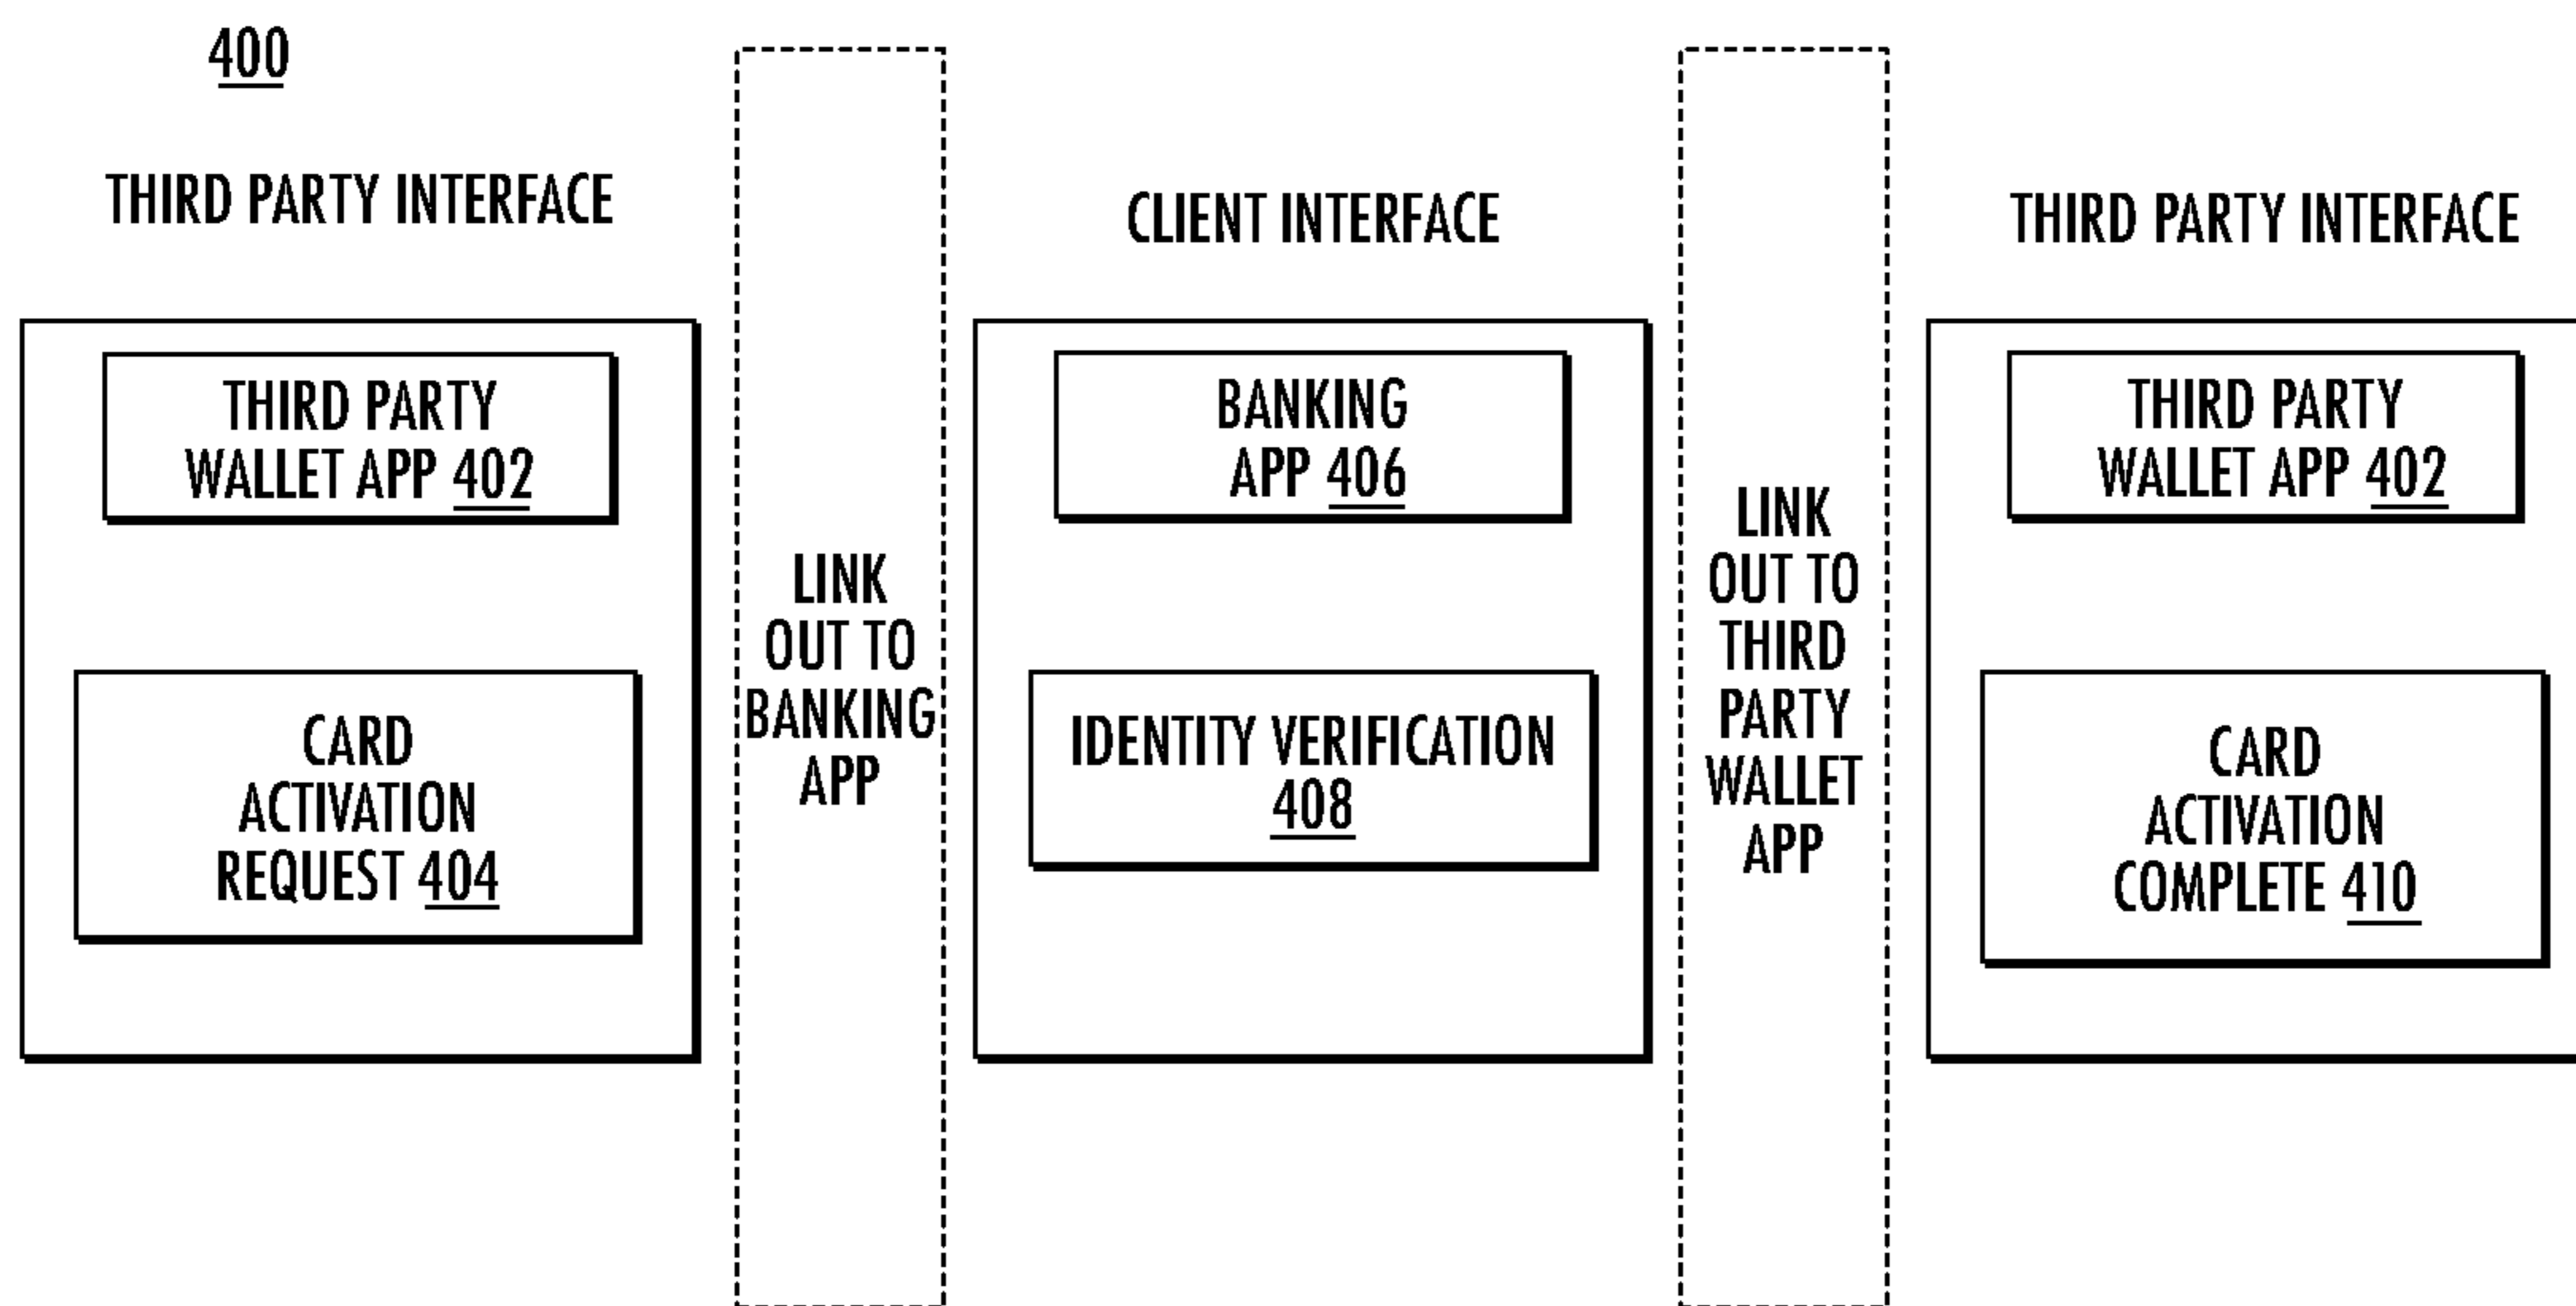 400
THIRD PARTY INTERFACE
THIRD PARTY
WALLET APP 402
CARD
ACTIVATION
REQUEST 404
LINK
OUT TO
BANKING
APP
CLIENT INTERFACE
BANKING
APP 406
IDENTITY VERIFICATION
408
LINK
OUT TO
THIRD
PARTY
WALLET
APP
THIRD PARTY INTERFACE
THIRD PARTY
WALLET APP 402
CARD
ACTIVATION
COMPLETE 410